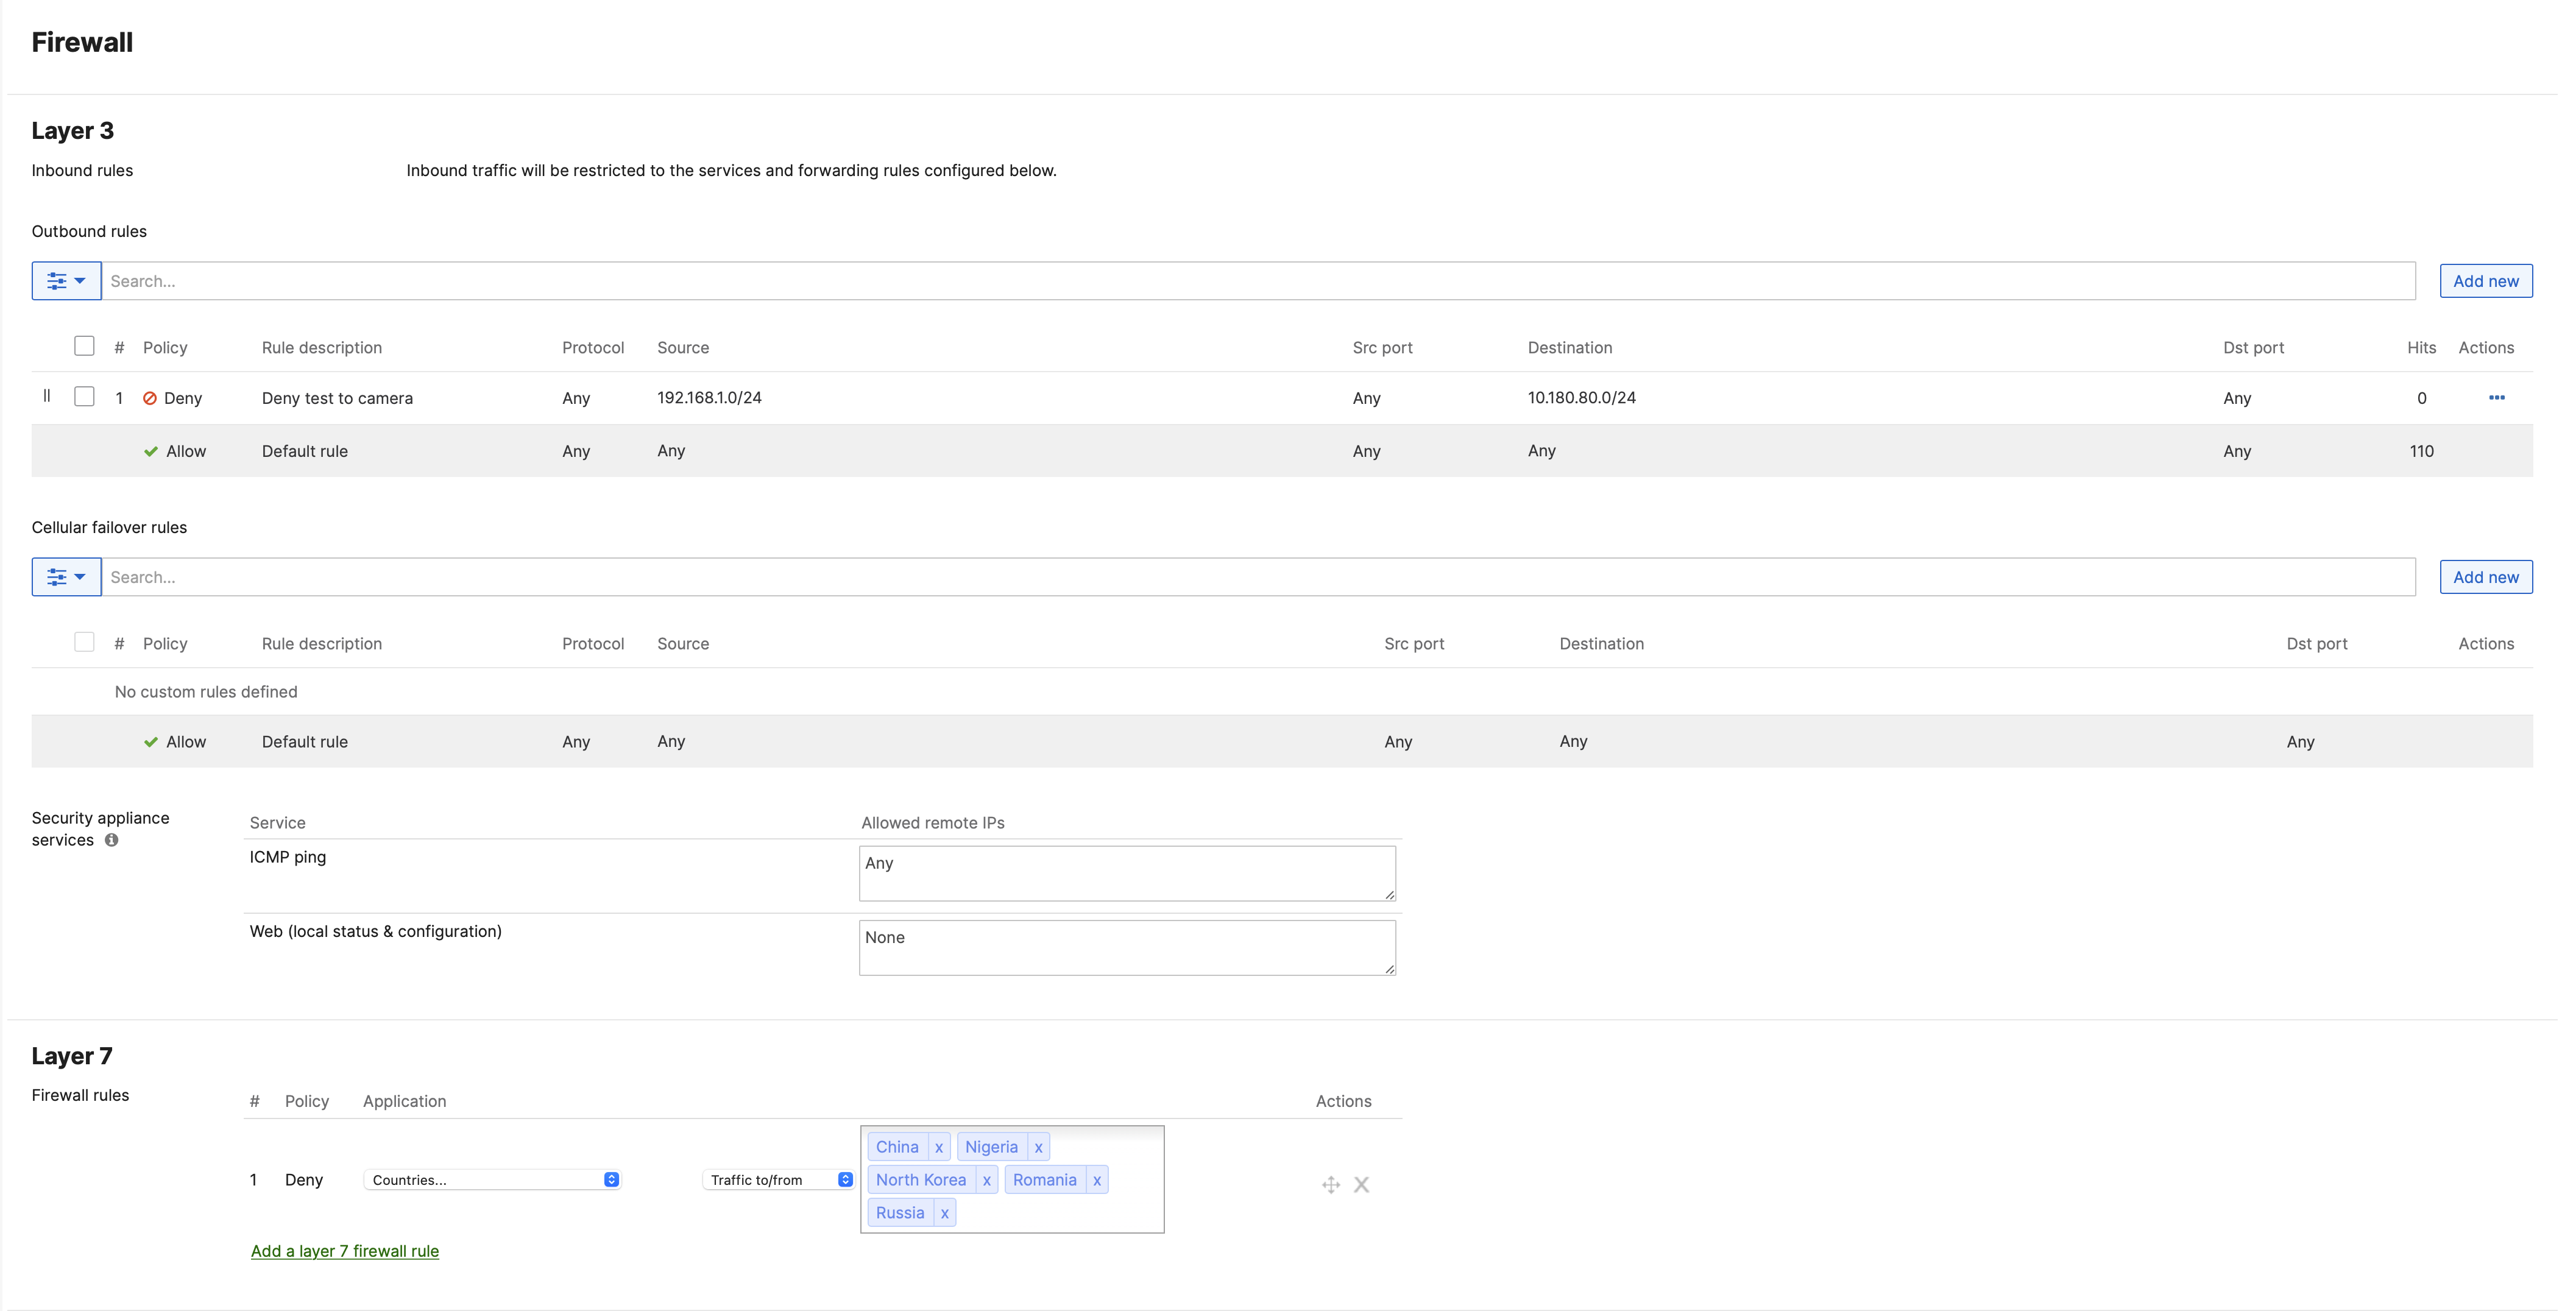 Firewall
Layer 3
Inbound rules Inbound traffic will be restricted to the services and forwarding rules configured below.
Outbound rules
Search... Add new
# Policy Rule description Protocol Source Src port Destination Dst port Hits Actions
1 Deny Deny test to camera Any 192.168.1.0/24 Any 10.180.80.0/24 Any 0
Allow Default rule Any Any Any Any Any 110
Cellular failover rules
Search... Add new
# Policy Rule description Protocol Source Src port Destination Dst port Actions
No custom rules defined
Allow Default rule Any Any Any Any Any
Security appliance
services
Service Allowed remote IPs
ICMP ping Any
Web (local status & configuration) None
Layer 7
Firewall rules
# Policy Application Actions
1 Deny Countries... Traffic to/from
China x Nigeria x
North Korea x Romania x
Russia x
Add a layer 7 firewall rule